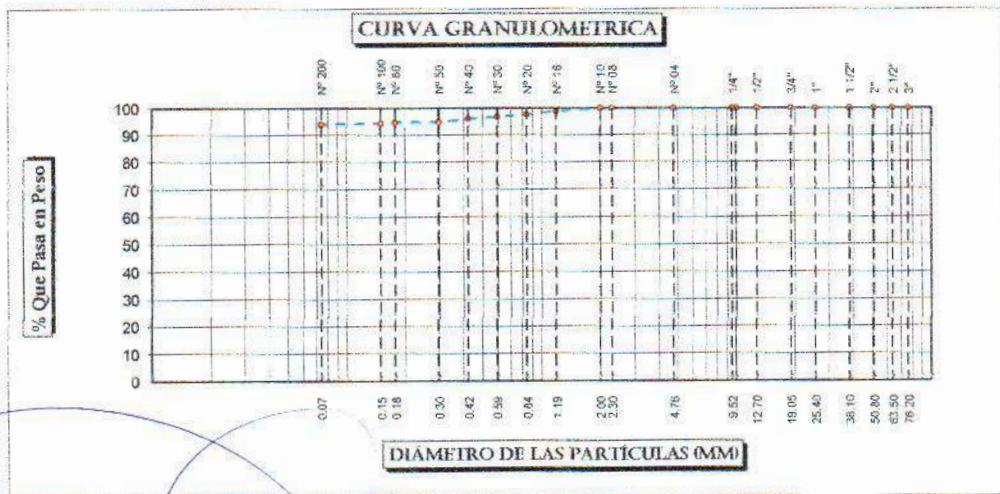 CURVA GRANULOMETRICA
Nº 200 Nº 100 Nº 80 Nº 50 Nº 40 Nº 30 Nº 20 Nº 16 Nº 10 Nº 08 Nº 04 1/4" 1/2" 3/4" 1" 1 1/2" 2" 2 1/2" 3"
100
90
80
70
60
50
40
30
20
10
0
% Que Pasa en Peso
0.07 0.15 0.18 0.30 0.42 0.59 0.84 1.19 2.00 2.30 4.76 9.52 12.70 19.05 25.40 38.10 50.80 63.50 76.20
DIÁMETRO DE LAS PARTÍCULAS (MM)